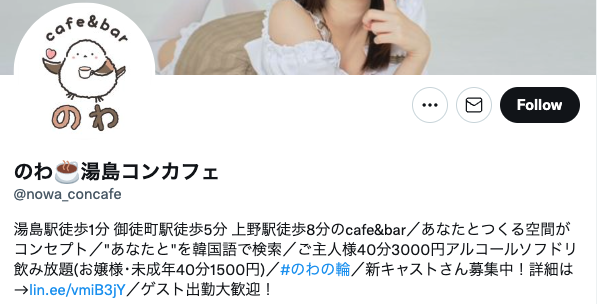 cafe&bar
のわ
Follow
のわ☕湯島コンカフェ
@nowa_concafe
湯島駅徒歩1分 御徒町駅徒歩5分 上野駅徒歩8分のcafe&bar／あなたとつくる空間が
コンセプト／"あなたと"を韓国語で検索／ご主人様40分3000円アルコールソフドリ
飲み放題(お嬢様･未成年40分1500円)／#のわの輪／新キャストさん募集中！詳細は
→lin.ee/vmiB3jY／ゲスト出勤大歓迎！